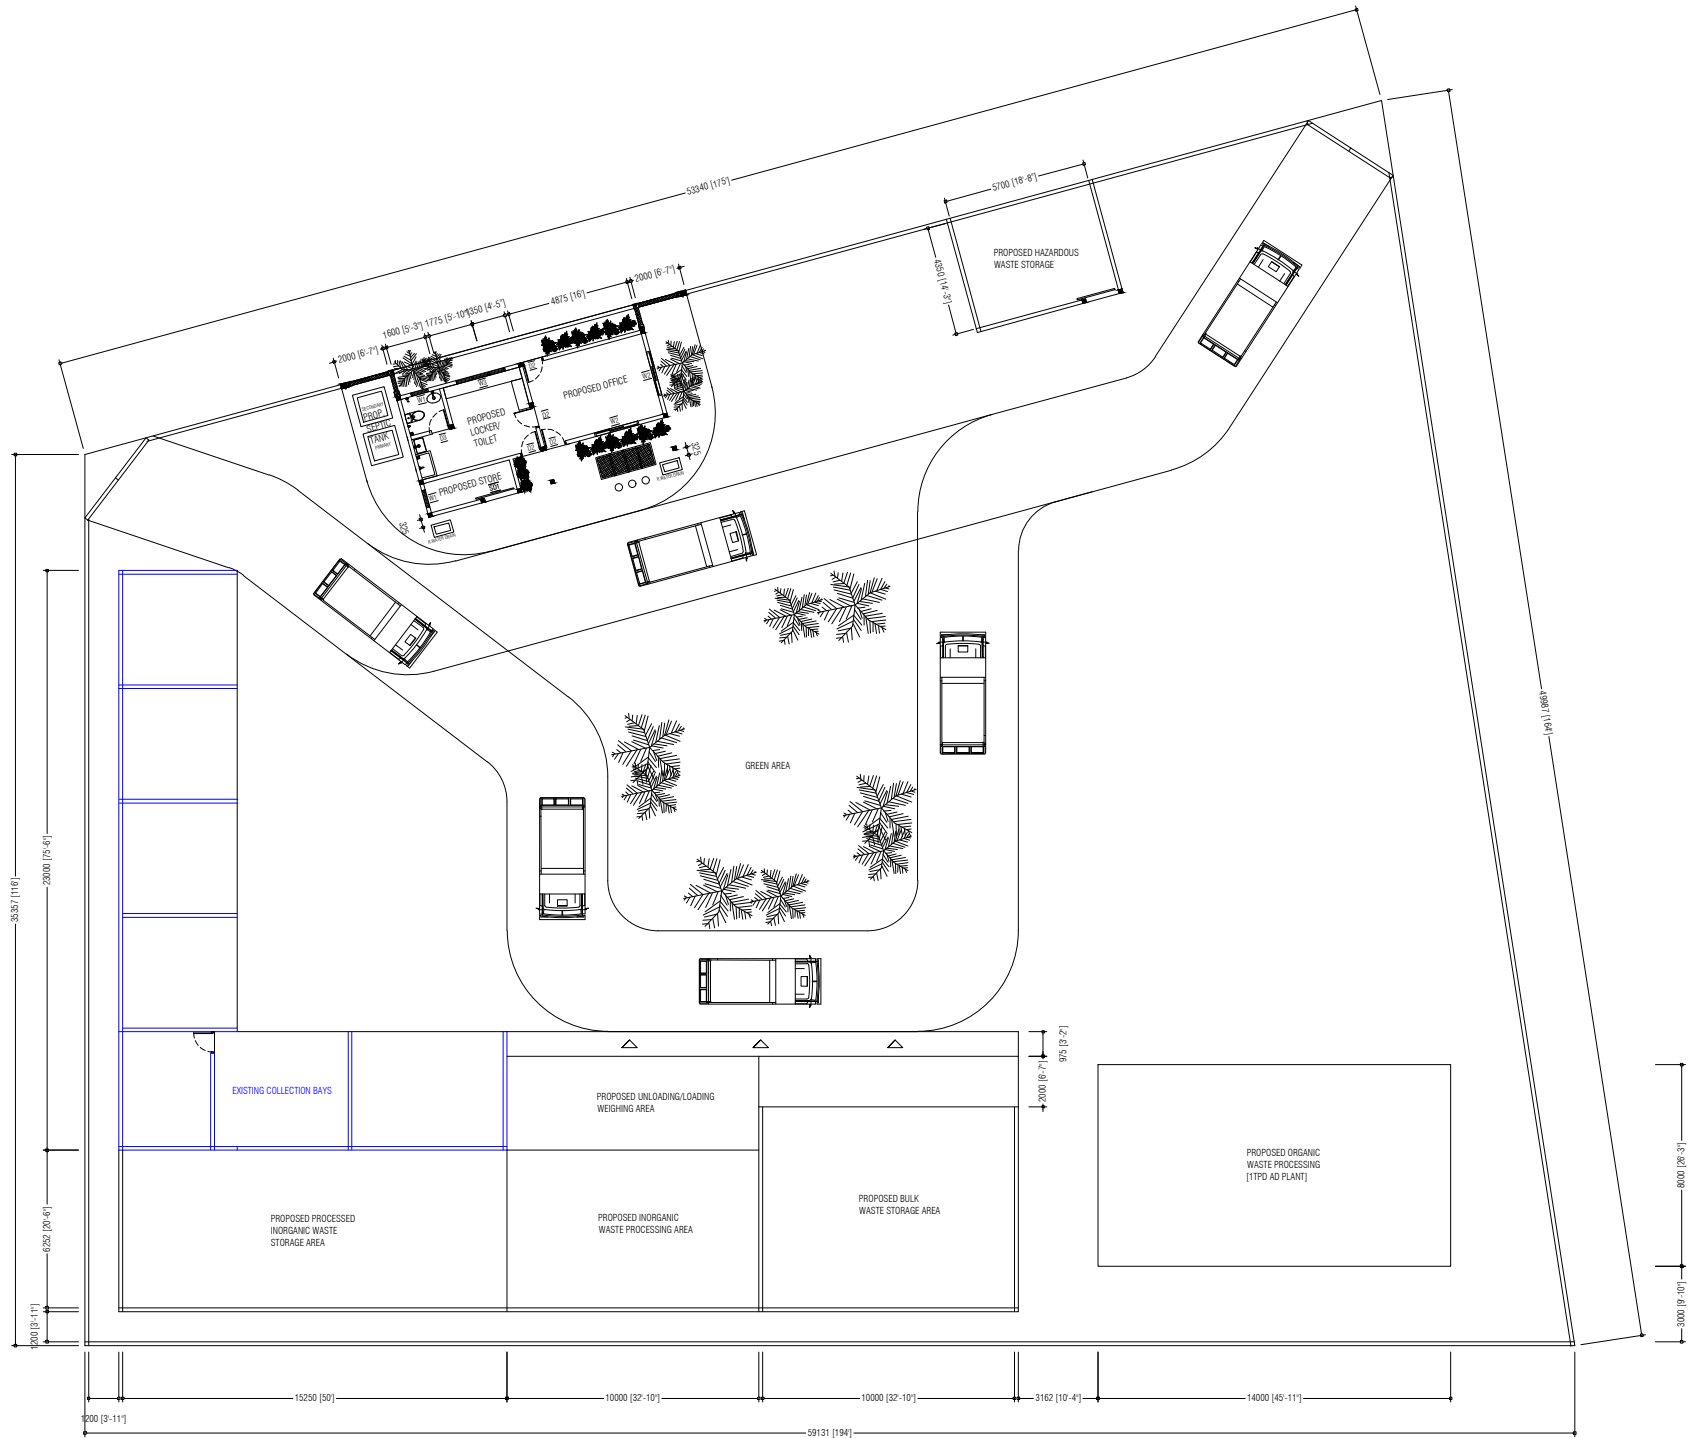 53340 [175']
5700 [18'-8"]
4350 [14'-3"]
PROPOSED HAZARDOUS
WASTE STORAGE
2000 [6'-7"]
1600 [5'-3"]
1775 [5'-10"]
1350 [4'-5"]
4875 [16']
2000 [6'-7"]
PROPOSED OFFICE
PROPOSED
LOCKER/
TOILET
PROPOSED STORE
PROP.
SEPTIC
TANK
W1
W3
W1
325
325
49987 [164']
GREEN AREA
35357 [116']
23000 [75'-6"]
6252 [20'-6"]
1200 [3'-11"]
EXISTING COLLECTION BAYS
PROPOSED UNLOADING/LOADING
WEIGHING AREA
975 [3'-2"]
2000 [6'-7"]
PROPOSED PROCESSED
INORGANIC WASTE
STORAGE AREA
PROPOSED INORGANIC
WASTE PROCESSING AREA
PROPOSED BULK
WASTE STORAGE AREA
PROPOSED ORGANIC
WASTE PROCESSING
[1TPD AD PLANT]
8000 [26'-3"]
3000 [9'-10"]
15250 [50']
10000 [32'-10"]
10000 [32'-10"]
3162 [10'-4"]
14000 [45'-11"]
1200 [3'-11"]
59131 [194']